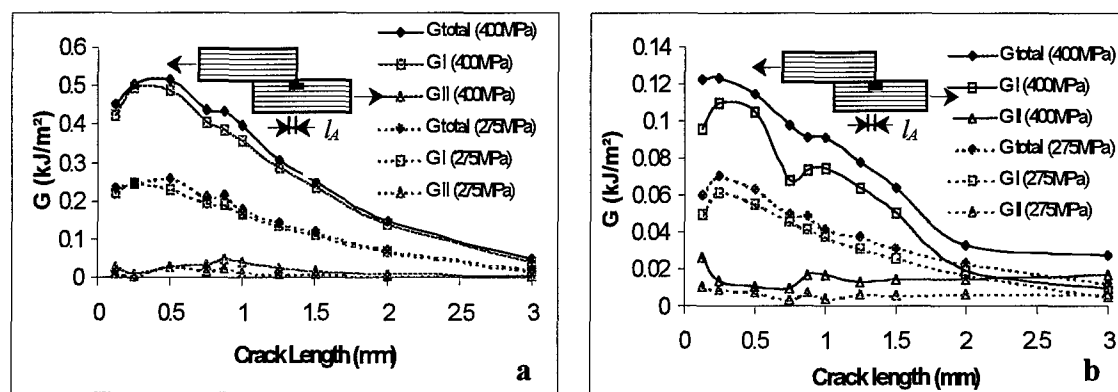 0.6
0.5
0.4
0.3
0.2
0.1
0
G (kJ/m²)
0 0.5 1 1.5 2 2.5 3
Crack Length (mm)
l_A
Gtotal (400MPa)
GI (400MPa)
GII (400MPa)
Gtotal (275MPa)
GI (275MPa)
GII (275MPa)
a
0.14
0.12
0.1
0.08
0.06
0.04
0.02
0
G (kJ/m²)
0 0.5 1 1.5 2 2.5 3
Crack length (mm)
l_A
Gtotal (400MPa)
GI (400MPa)
GII (400MPa)
Gtotal (275MPa)
GI (275MPa)
GII (275MPa)
b